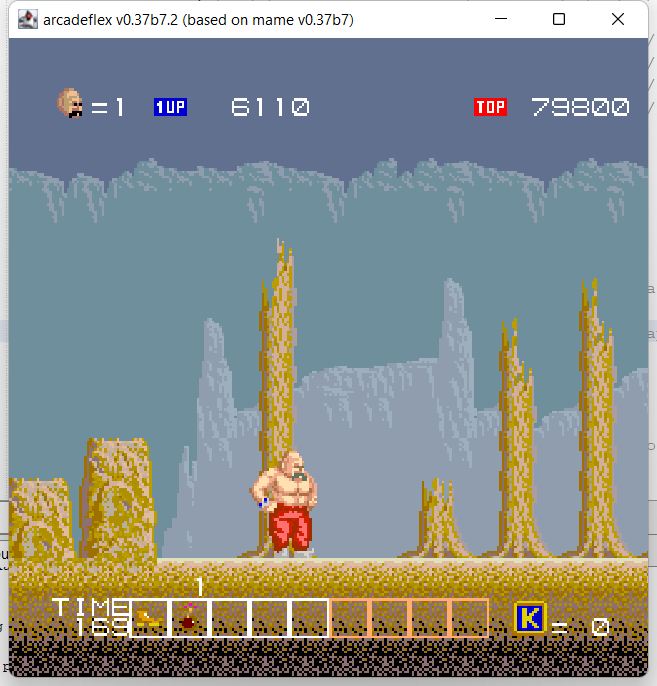 arcadeflex v0.37b7.2 (based on mame v0.37b7)
=1 1UP 6110 TOP 79800
1
TIME
169 K = 0